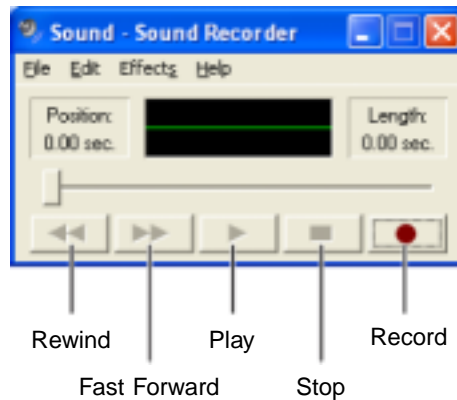 Sound - Sound Recorder
File Edit Effects Help
Position: Length:
0.00 sec. 0.00 sec.
Rewind Play Record
Fast Forward Stop